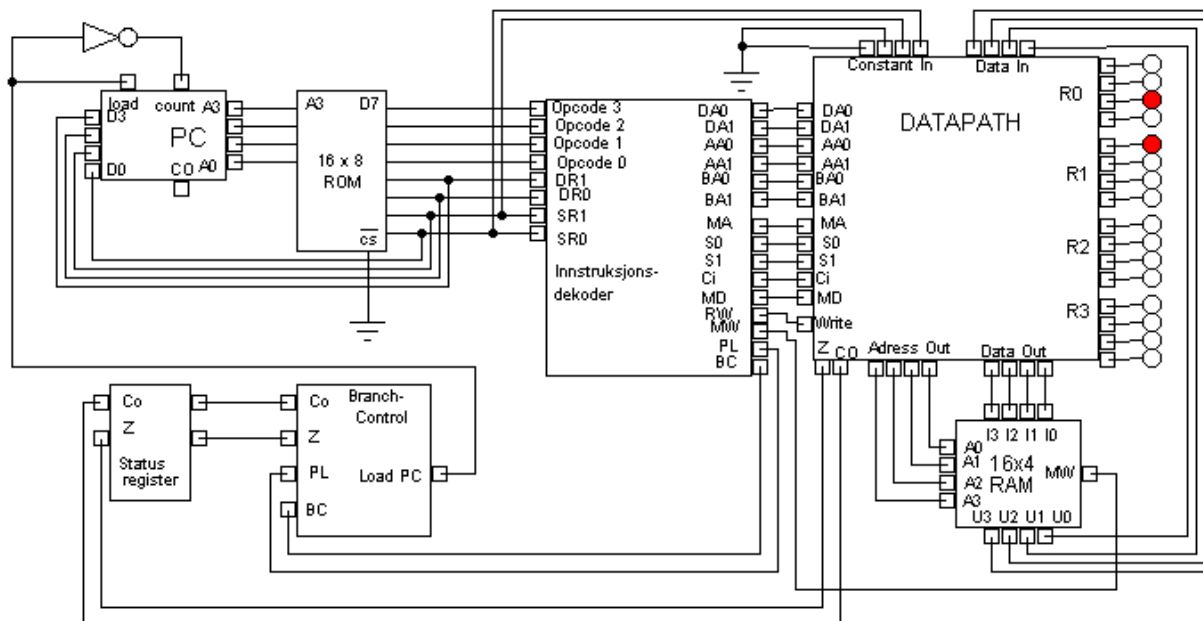 load
count
A3
D3
PC
D0
CO
A0
A3
D7
16 x 8
ROM
cs
Opcode 3
Opcode 2
Opcode 1
Opcode 0
DR1
DR0
SR1
SR0
Innstruksjons-
dekoder
DA0
DA1
AA0
AA1
BA0
BA1
MA
S0
S1
Ci
MD
RW
MW
PL
BC
Constant In
Data In
DATAPATH
DA0
DA1
AA0
AA1
BA0
BA1
MA
S0
S1
Ci
MD
Write
Z
CO
Adress Out
Data Out
R0
R1
R2
R3
Co
Z
Status
register
Co
Z
PL
BC
Branch-
Control
Load PC
I3 I2 I1 I0
A0
A1
A2
A3
16x4
RAM
MW
U3 U2 U1 U0